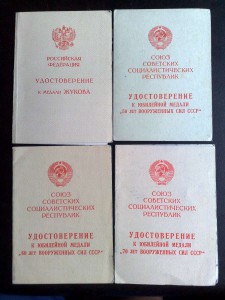 РОССИЙСКАЯ
ФЕДЕРАЦИЯ
УДОСТОВЕРЕНИЕ
К МЕДАЛИ ЖУКОВА
СОЮЗ
СОВЕТСКИХ
СОЦИАЛИСТИЧЕСКИХ
РЕСПУБЛИК
УДОСТОВЕРЕНИЕ
К ЮБИЛЕЙНОЙ МЕДАЛИ
ЛЕТ ВООРУЖЕННЫХ СИЛ СССР"
СОЮЗ
СОВЕТСКИХ
СОЦИАЛИСТИЧЕСКИХ
РЕСПУБЛИК
УДОСТОВЕРЕНИЕ
К ЮБИЛЕЙНОЙ МЕДАЛИ
ЛЕТ ВООРУЖЕННЫХ СИЛ СССР"
СОЮЗ
СОВЕТСКИХ
СОЦИАЛИСТИЧЕСКИХ
РЕСПУБЛИК
УДОСТОВЕРЕНИЕ
К ЮБИЛЕЙНОЙ МЕДАЛИ
"70 ЛЕТ ВООРУЖЕННЫХ СИЛ СССР"